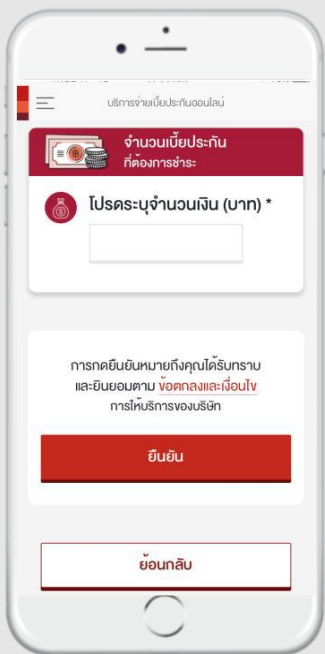 บริการจ่ายเบี้ยประกันออนไลน์
จำนวนเบี้ยประกัน
ที่ต้องการชำระ
โปรดระบุจำนวนเงิน (บาท) *
การกดยืนยันหมายถึงคุณได้รับทราบ
และยินยอมตาม ข้อตกลงและเงื่อนไข
การให้บริการของบริษัท
ยืนยัน
ย้อนกลับ